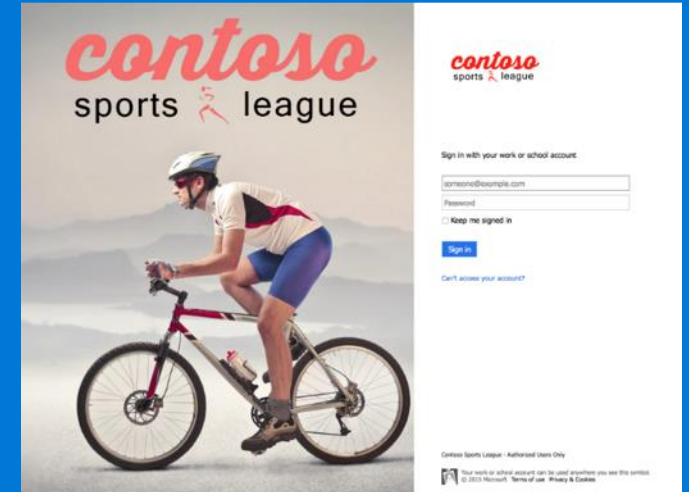 contoso
sports league
contoso
sports league
Sign in with your work or school account
someone@example.com
Password
Keep me signed in
Sign in
Can't access your account?
Contoso Sports League - Authorized Users Only
Your work or school account can be used anywhere you see this symbol.
© 2015 Microsoft Terms of use Privacy & Cookies